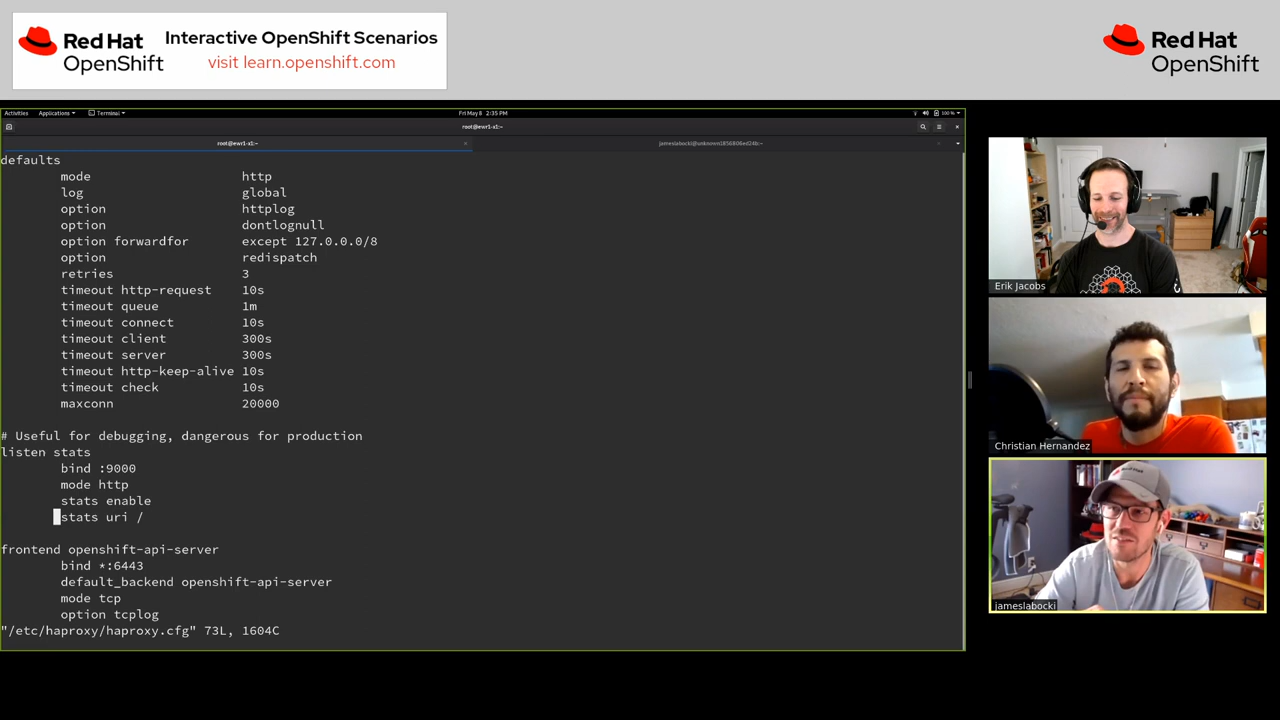 Red Hat
OpenShift
Interactive OpenShift Scenarios
visit learn.openshift.com
Red Hat
OpenShift
Activities Applications Terminal Fri May 8 2:35 PM 100 %
root@ewr1-x1:~
root@ewr1-x1:~
defaults
mode http
log global
option httplog
option dontlognull
option forwardfor except 127.0.0.0/8
option redispatch
retries 3
timeout http-request 10s
timeout queue 1m
timeout connect 10s
timeout client 300s
timeout server 300s
timeout http-keep-alive 10s
timeout check 10s
maxconn 20000
# Useful for debugging, dangerous for production
listen stats
bind :9000
mode http
stats enable
stats uri /
frontend openshift-api-server
bind *:6443
default_backend openshift-api-server
mode tcp
option tcplog
"/etc/haproxy/haproxy.cfg" 73L, 1604C
Erik Jacobs
Christian Hernandez
Red Hat
jameslabocki